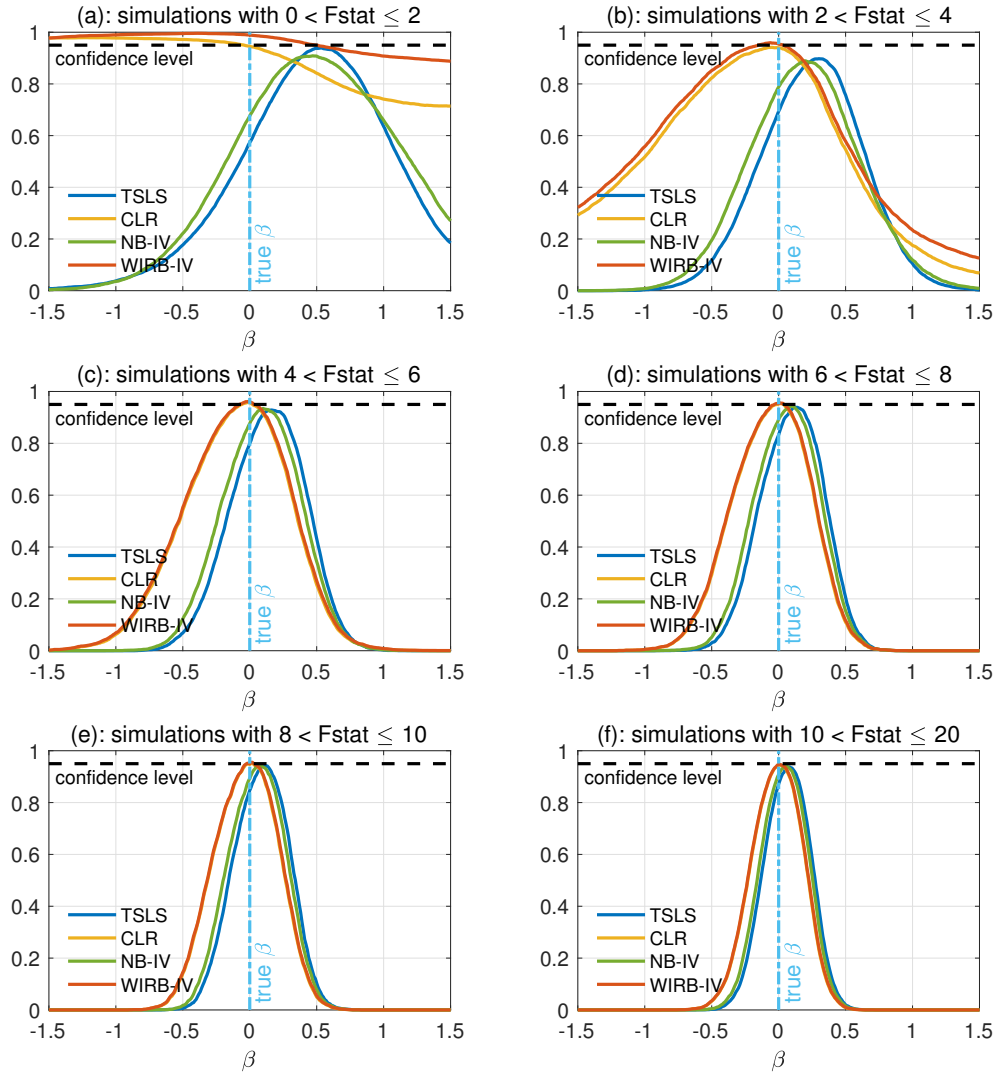 (a): simulations with 0 < Fstat ≤ 2
1
0.8
0.6
0.4
0.2
0
confidence level
TSLS
CLR
NB-IV
WIRB-IV
true β
-1.5 -1 -0.5 0 0.5 1 1.5
β
(b): simulations with 2 < Fstat ≤ 4
1
0.8
0.6
0.4
0.2
0
confidence level
TSLS
CLR
NB-IV
WIRB-IV
true β
-1.5 -1 -0.5 0 0.5 1 1.5
β
(c): simulations with 4 < Fstat ≤ 6
1
0.8
0.6
0.4
0.2
0
confidence level
TSLS
CLR
NB-IV
WIRB-IV
true β
-1.5 -1 -0.5 0 0.5 1 1.5
β
(d): simulations with 6 < Fstat ≤ 8
1
0.8
0.6
0.4
0.2
0
confidence level
TSLS
CLR
NB-IV
WIRB-IV
true β
-1.5 -1 -0.5 0 0.5 1 1.5
β
(e): simulations with 8 < Fstat ≤ 10
1
0.8
0.6
0.4
0.2
0
confidence level
TSLS
CLR
NB-IV
WIRB-IV
true β
-1.5 -1 -0.5 0 0.5 1 1.5
β
(f): simulations with 10 < Fstat ≤ 20
1
0.8
0.6
0.4
0.2
0
confidence level
TSLS
CLR
NB-IV
WIRB-IV
true β
-1.5 -1 -0.5 0 0.5 1 1.5
β